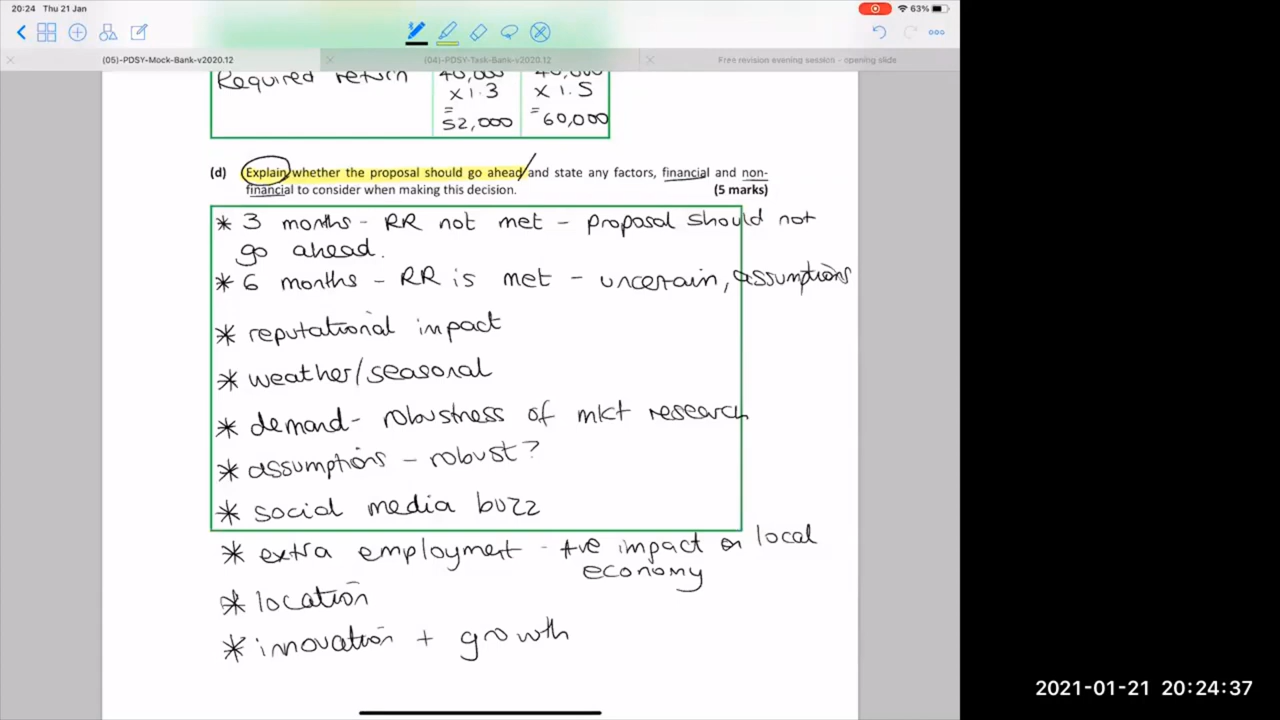 20:24 Thu 21 Jan
63%
(05)-PDSY-Mock-Bank-v2020.12
(04)-PDSY-Task-Bank-v2020.12
Free revision evening session - opening slide
Required return 40,000 40,000
x 1.3 x 1.5
= =
52,000 60,000
(d) Explain whether the proposal should go ahead and state any factors, financial and non-
financial to consider when making this decision. (5 marks)
* 3 months - RR not met - proposal should not
go ahead.
* 6 months - RR is met - uncertain, assumptions
* reputational impact
* weather/seasonal
* demand - robustness of mkt research
* assumptions - robust?
* social media buzz
* extra employment - +ve impact on local
economy
* location
* innovation + growth
2021-01-21 20:24:37